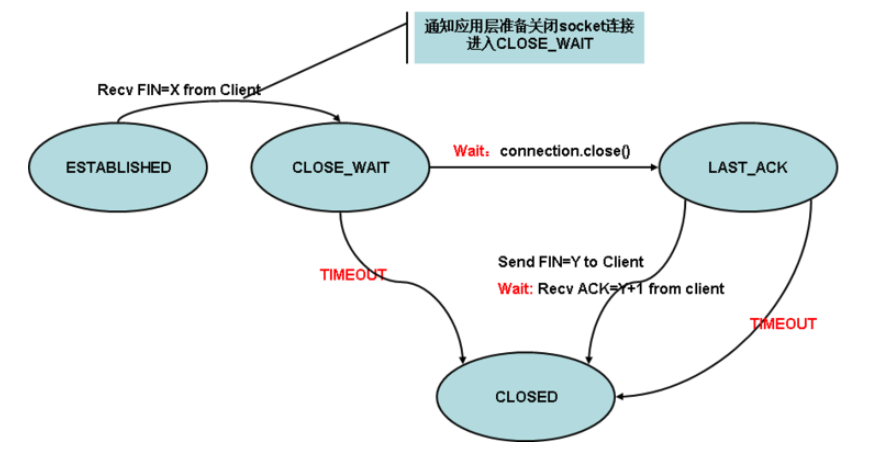 通知应用层准备关闭socket连接
进入CLOSE_WAIT
Recv FIN=X from Client
ESTABLISHED
CLOSE_WAIT
Wait：connection.close()
LAST_ACK
TIMEOUT
Send FIN=Y to Client
Wait: Recv ACK=Y+1 from client
TIMEOUT
CLOSED